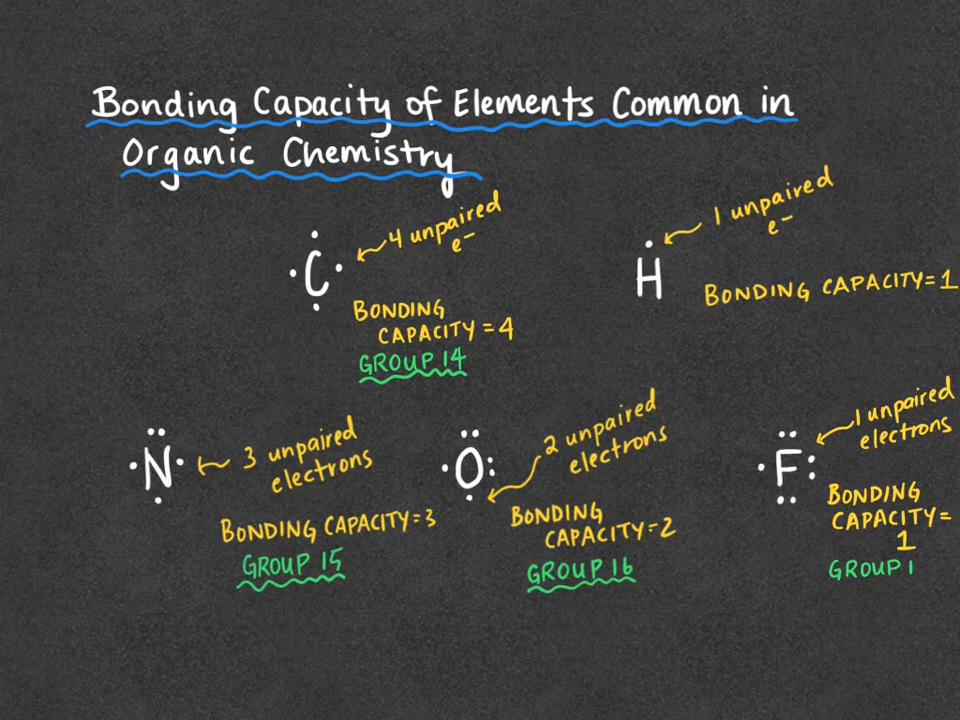 Bonding Capacity of Elements Common in
Organic Chemistry
C
4 unpaired
e⁻
BONDING
CAPACITY = 4
GROUP 14
H
1 unpaired
e⁻
BONDING CAPACITY = 1
N
3 unpaired
electrons
BONDING CAPACITY = 3
GROUP 15
O
2 unpaired
electrons
BONDING
CAPACITY = 2
GROUP 16
F
1 unpaired
electrons
BONDING
CAPACITY =
1
GROUP 1